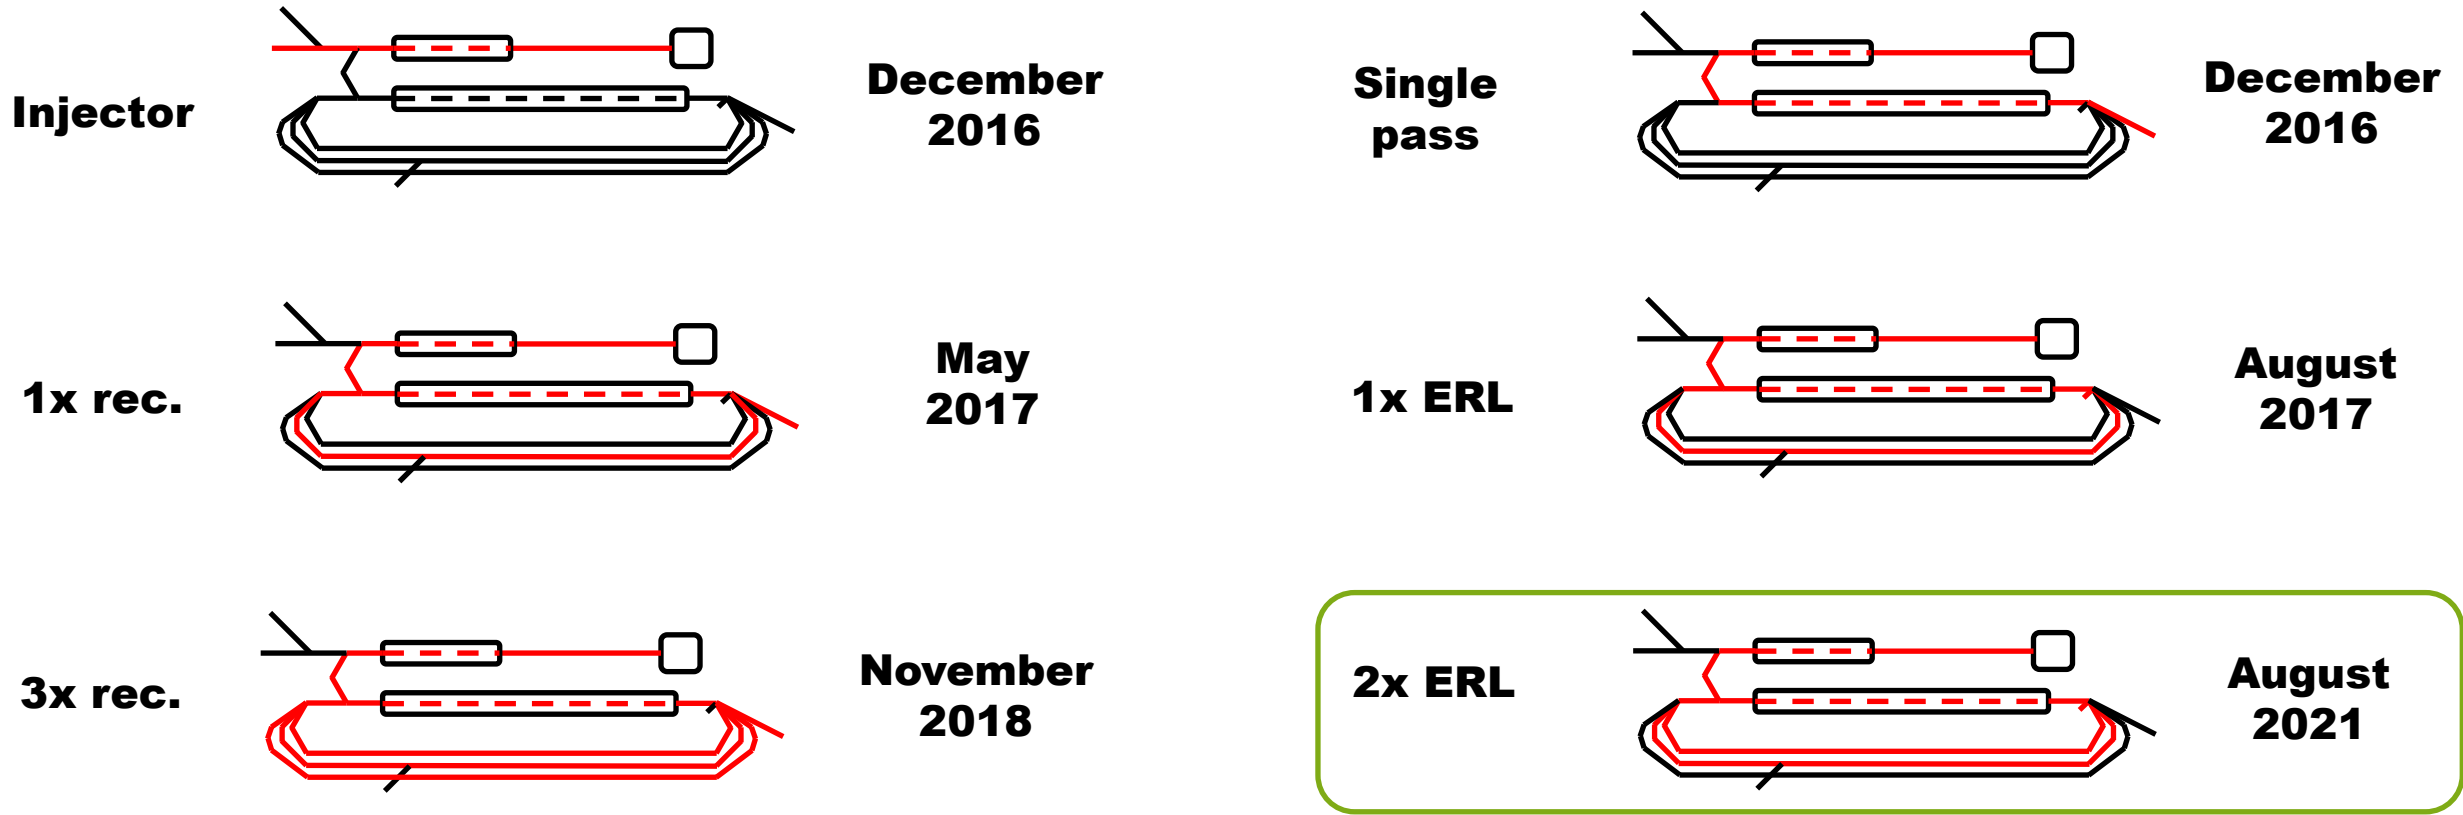 Injector
December
2016
Single
pass
December
2016
1x rec.
May
2017
1x ERL
August
2017
3x rec.
November
2018
2x ERL
August
2021